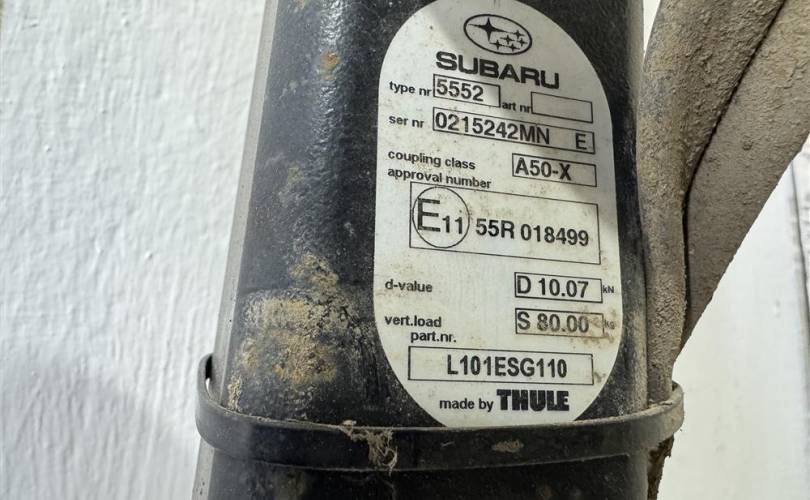 SUBARU
type nr 5552 art nr
ser nr 0215242MN E
coupling class A50-X
approval number
E11 55R 018499
d-value D 10.07 kN
vert.load S 80.00 kg
part.nr.
L101ESG110
made by THULE